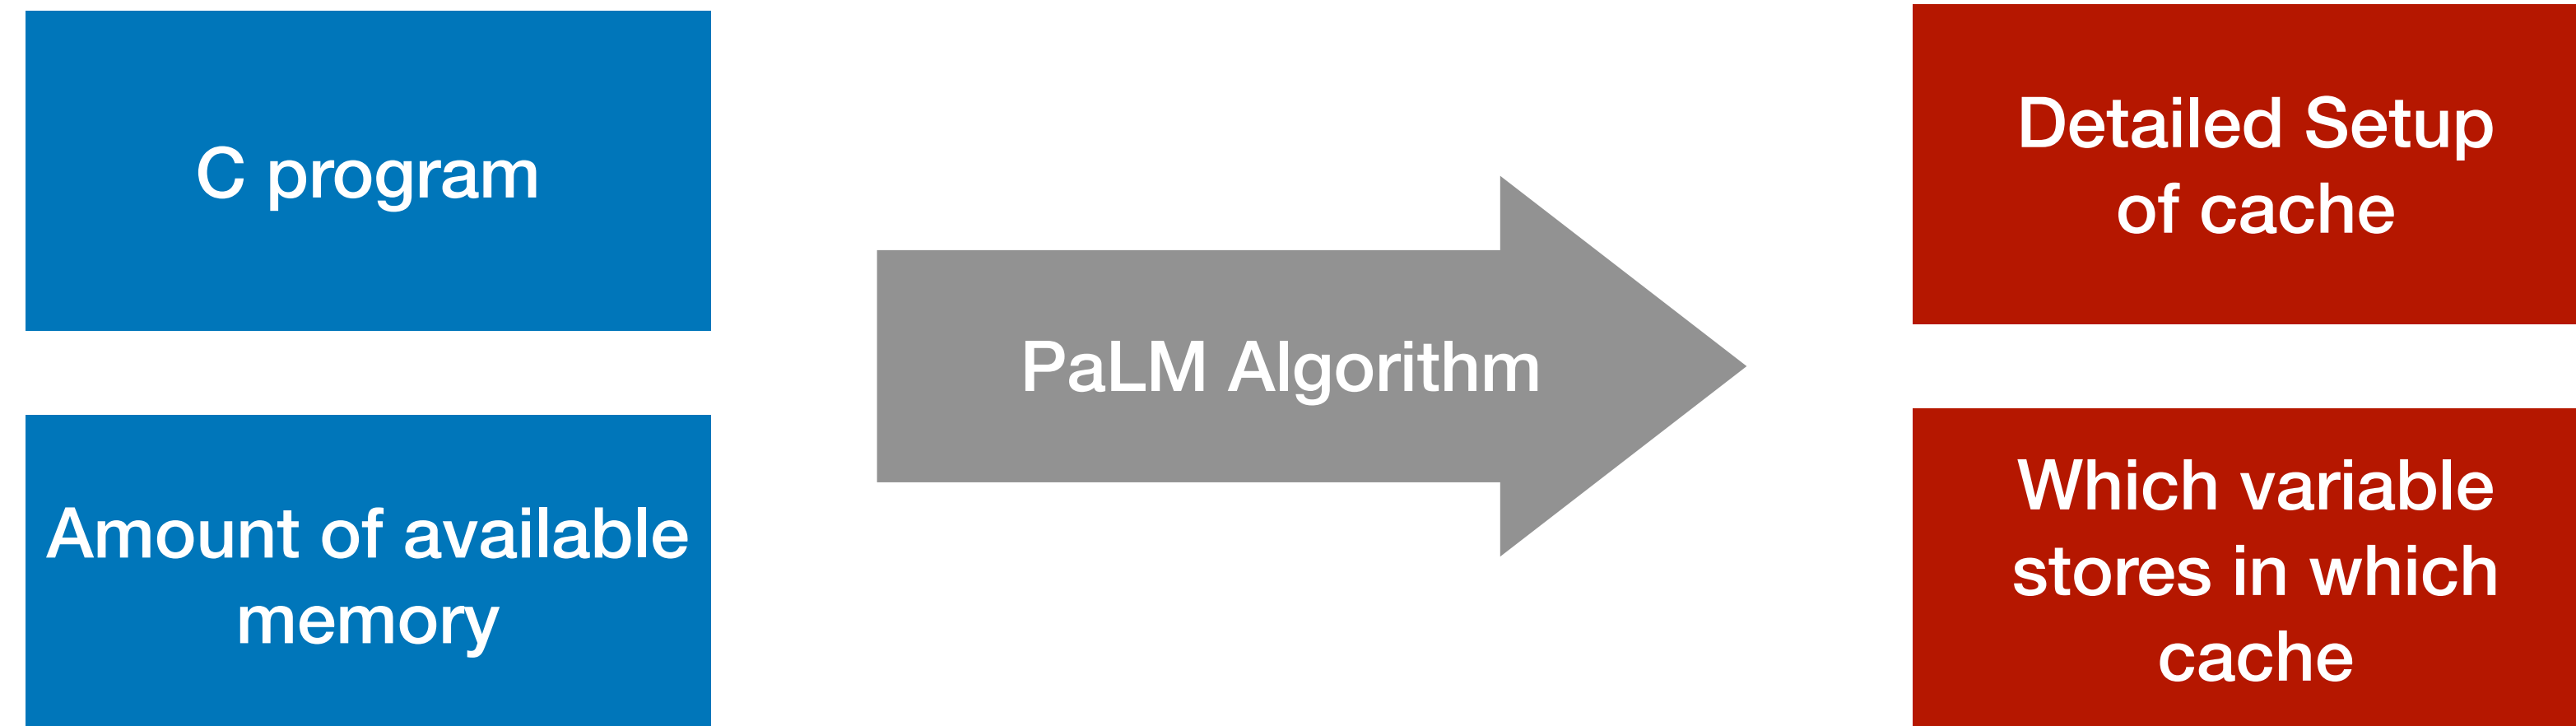 C program
Amount of available
memory
PaLM Algorithm
Detailed Setup
of cache
Which variable
stores in which
cache